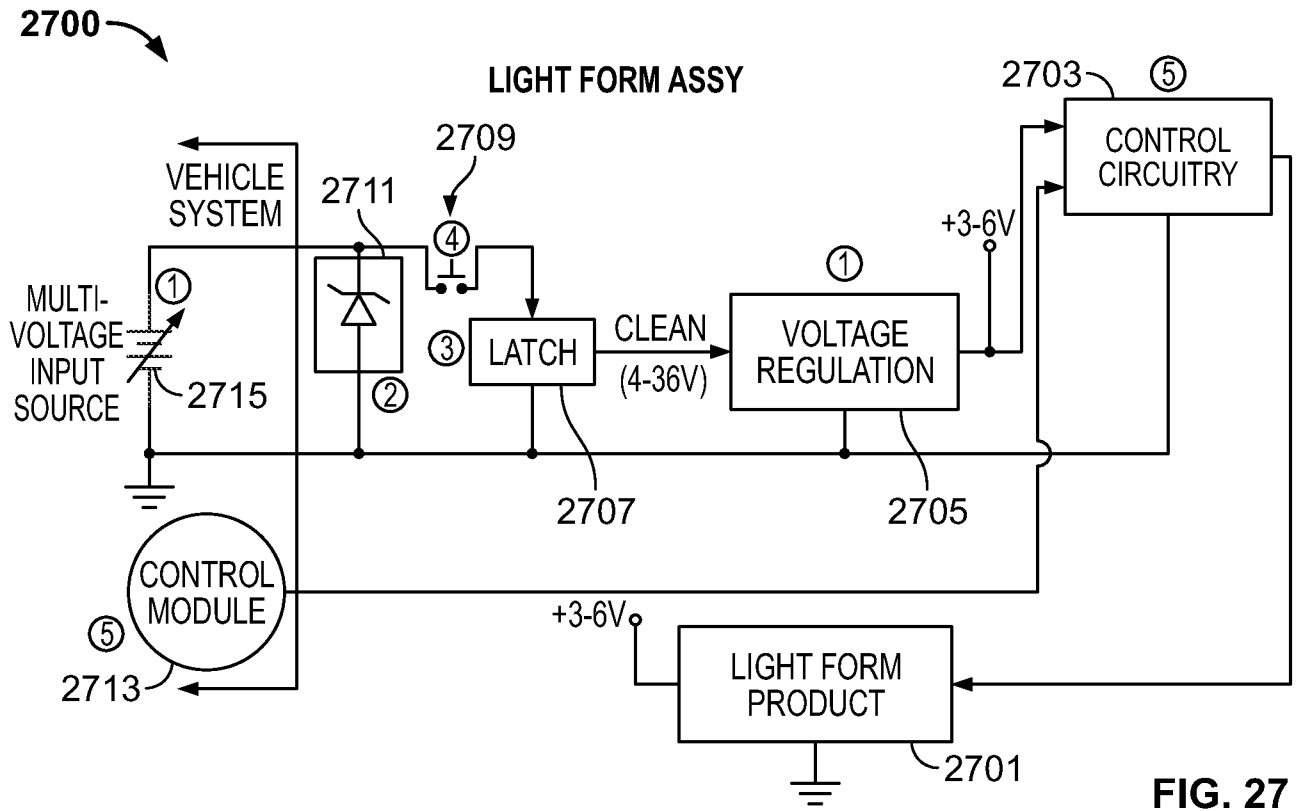 2700
LIGHT FORM ASSY
2703
⑤
CONTROL
CIRCUITRY
2709
VEHICLE
SYSTEM
2711
④
+3-6V
①
MULTI-
VOLTAGE
INPUT
SOURCE
2715
②
③
LATCH
CLEAN
(4-36V)
①
VOLTAGE
REGULATION
2707
2705
CONTROL
MODULE
⑤
2713
+3-6V
LIGHT FORM
PRODUCT
2701
FIG. 27